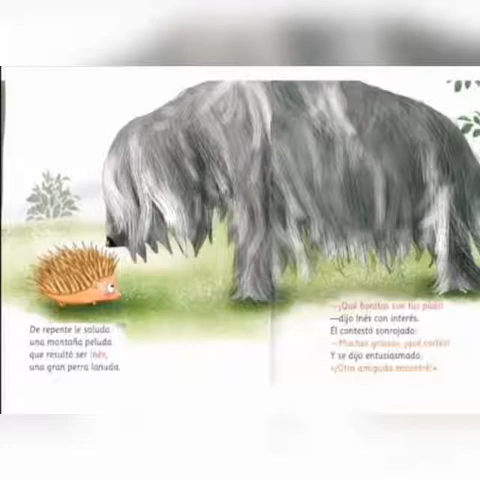 De repente le saluda
una montaña peluda
que resultó ser Inés,
una gran perra lanuda.
—¡Qué bonitas son tus púas!
—dijo Inés con interés.
Él contestó sonrojado:
—Muchas gracias, ¡qué cortés!
Y se dijo entusiasmado:
«¡Otra amiguita encontré!»